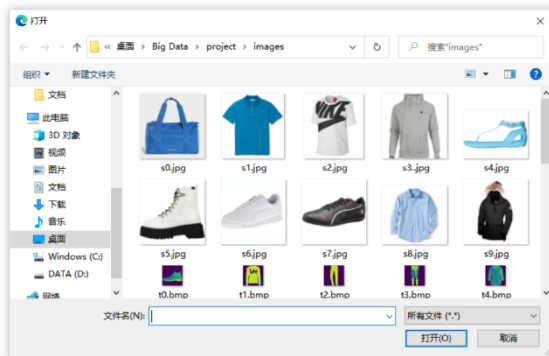 打开
« 桌面 > Big Data > project > images
搜索"images"
组织
新建文件夹
文档
此电脑
3D 对象
视频
图片
文档
下载
音乐
桌面
Windows (C:)
DATA (D:)
网络
NIKE
s0.jpg s1.jpg s2.jpg s3..jpg s4.jpg
s5.jpg s6.jpg s7.jpg s8.jpg s9.jpg
t0.bmp t1.bmp t2.bmp t3.bmp t4.bmp
文件名(N):
所有文件 (*.*)
打开(O) 取消